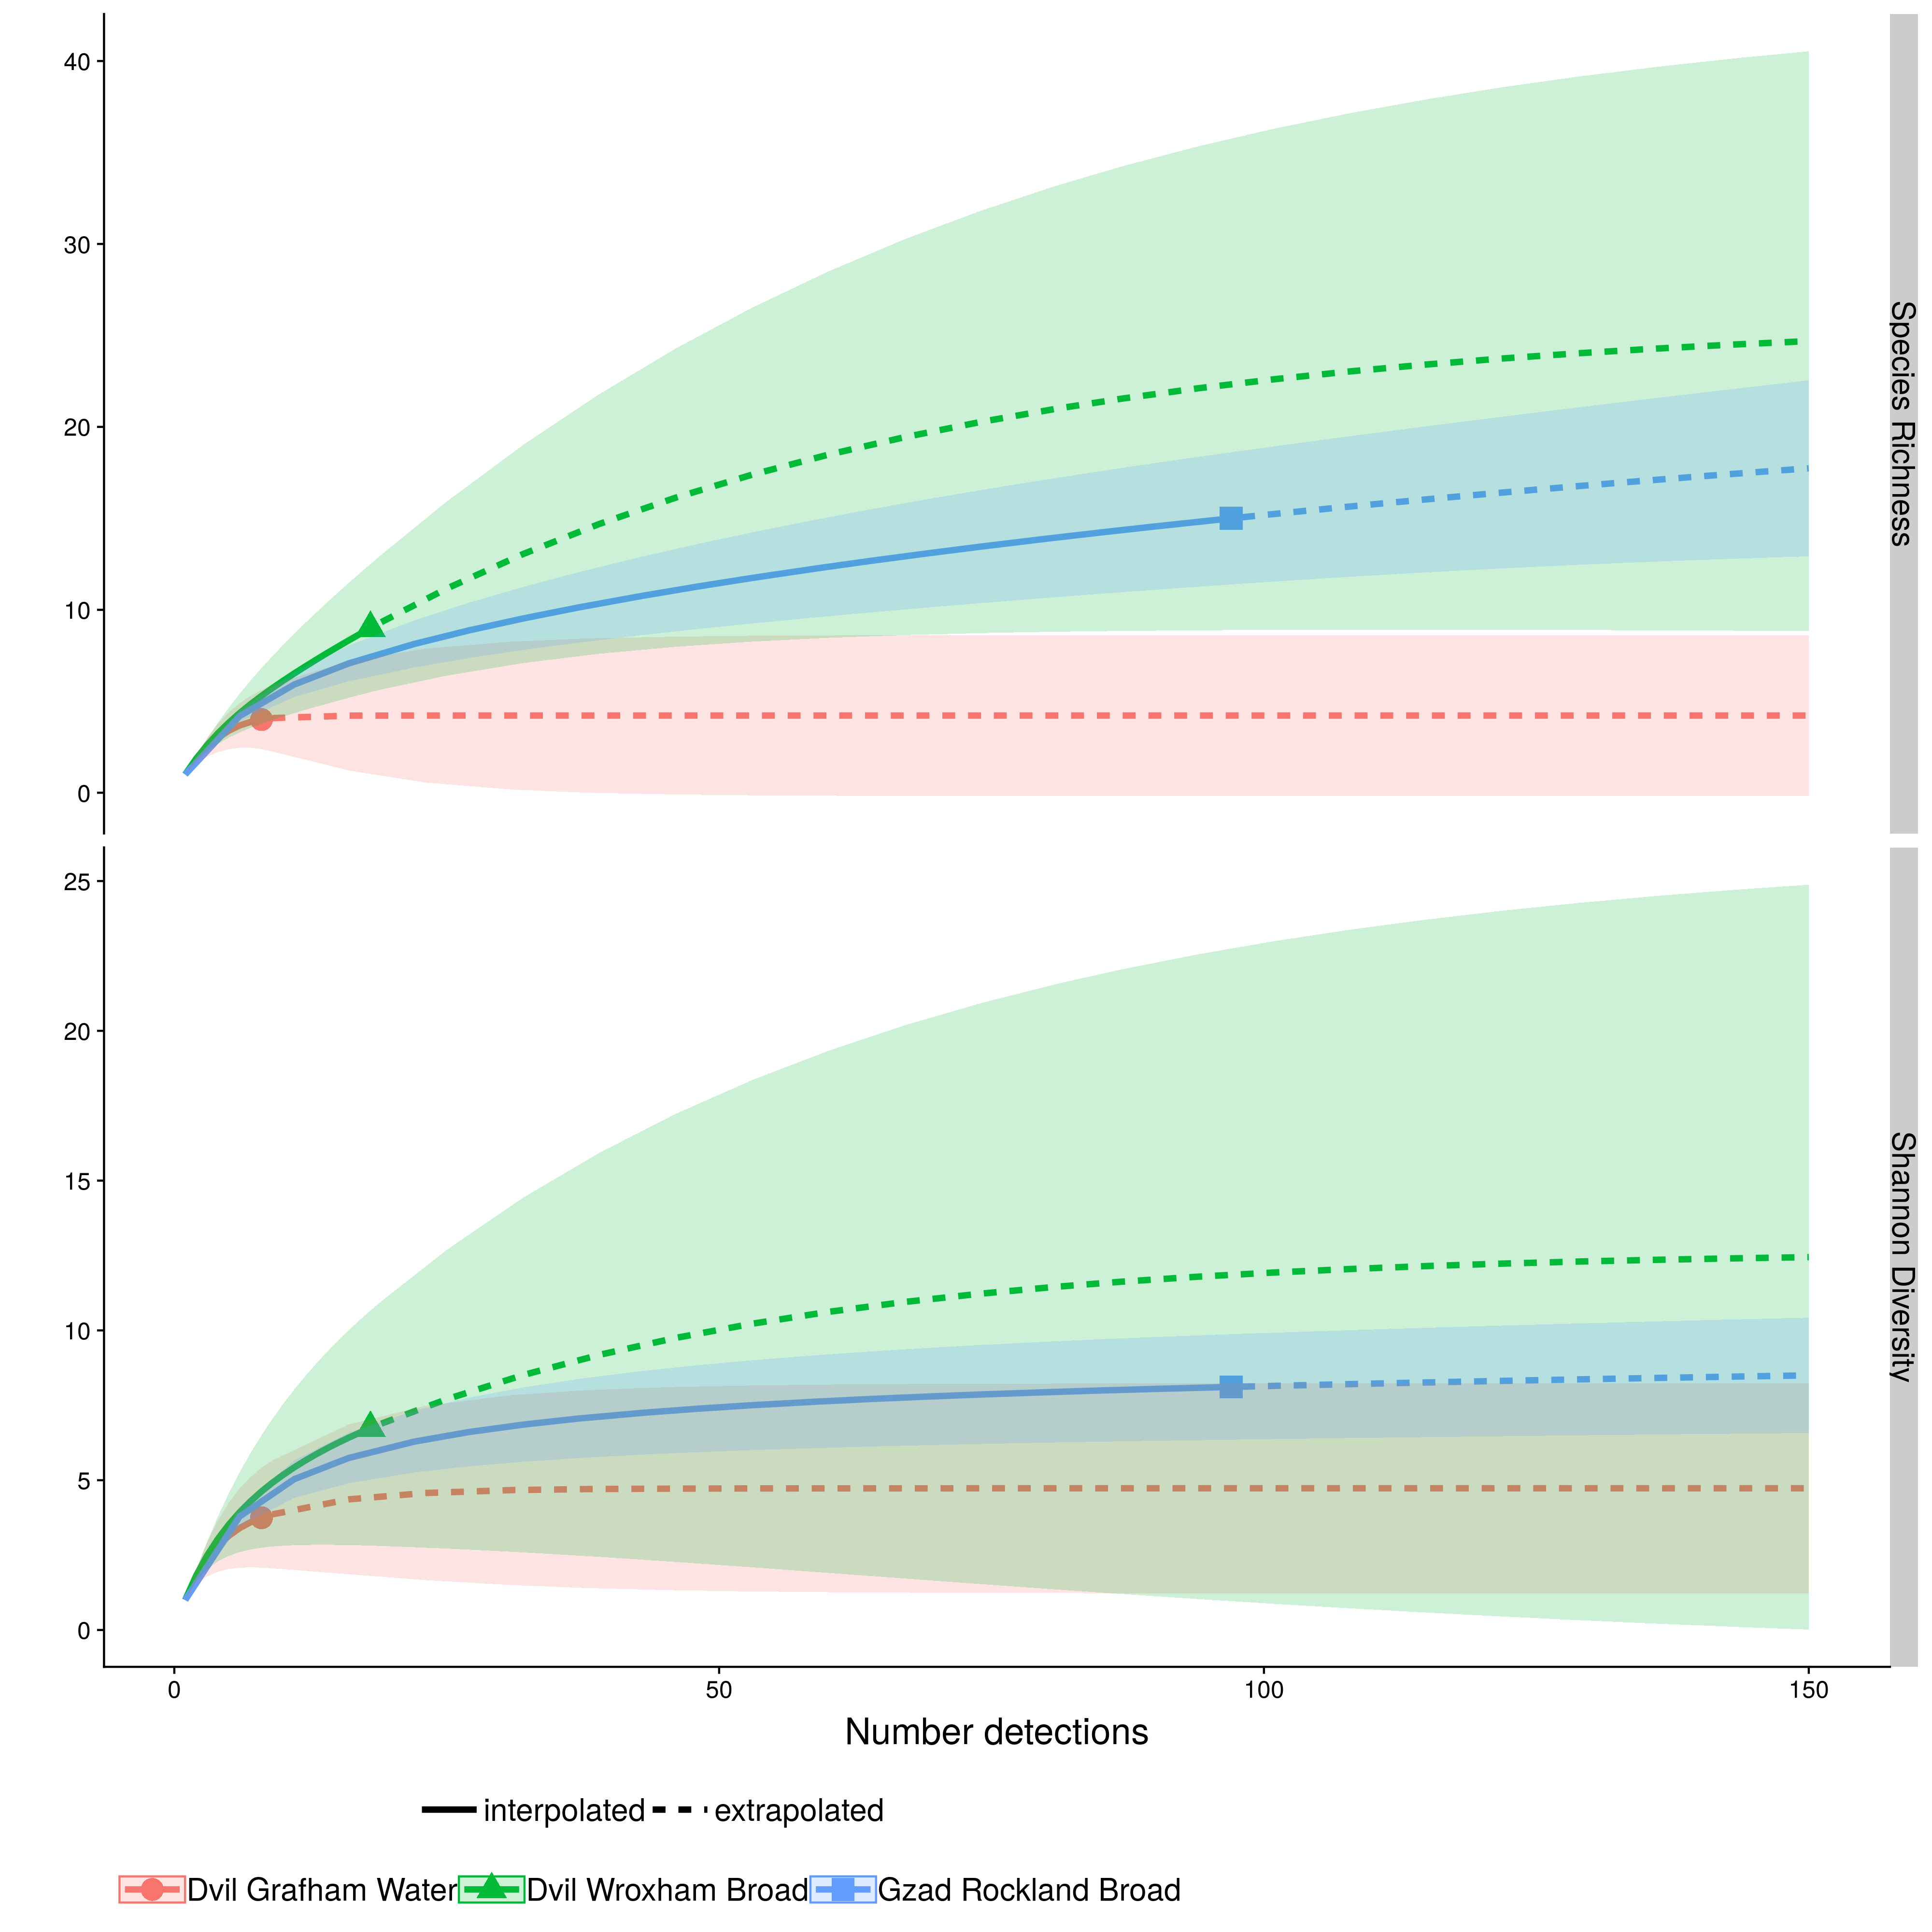 40
30
20
10
0
Species Richness
25
20
15
10
5
0
Shannon Diversity
0 50 100 150
Number detections
interpolated extrapolated
Dvil Grafham Water Dvil Wroxham Broad Gzad Rockland Broad